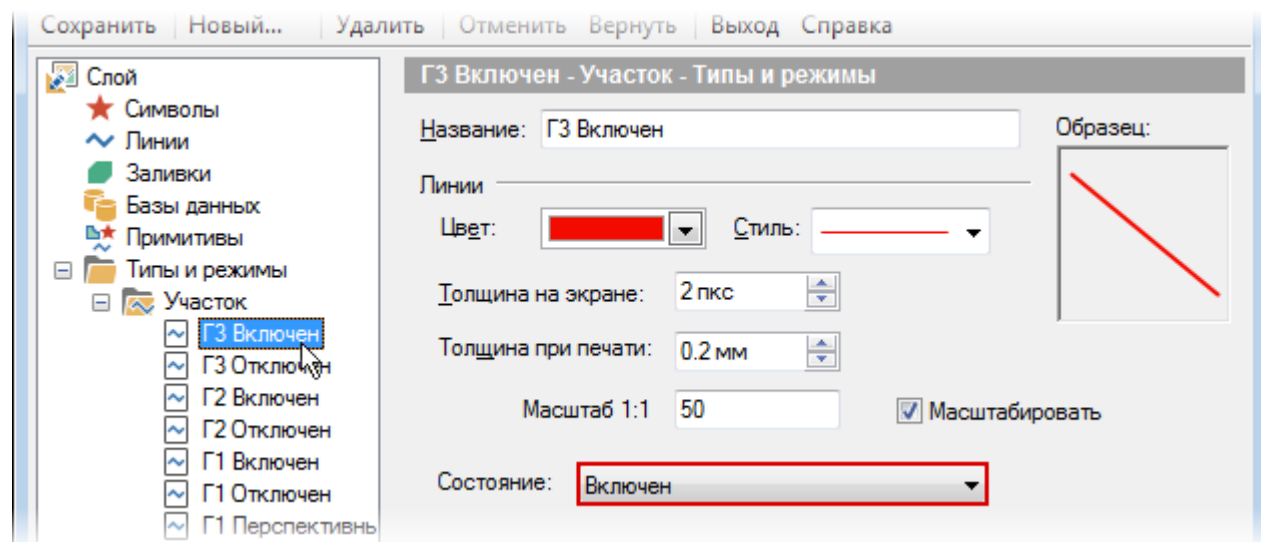 Сохранить Новый... Удалить Отменить Вернуть Выход Справка
Слой
Символы
Линии
Заливки
Базы данных
Примитивы
Типы и режимы
Участок
Г3 Включен
Г3 Отключен
Г2 Включен
Г2 Отключен
Г1 Включен
Г1 Отключен
Г1 Перспективнь
Г3 Включен - Участок - Типы и режимы
Название: Г3 Включен
Образец:
Линии
Цвет: Стиль:
Толщина на экране: 2 пкс
Толщина при печати: 0.2 мм
Масштаб 1:1 50 Масштабировать
Состояние: Включен